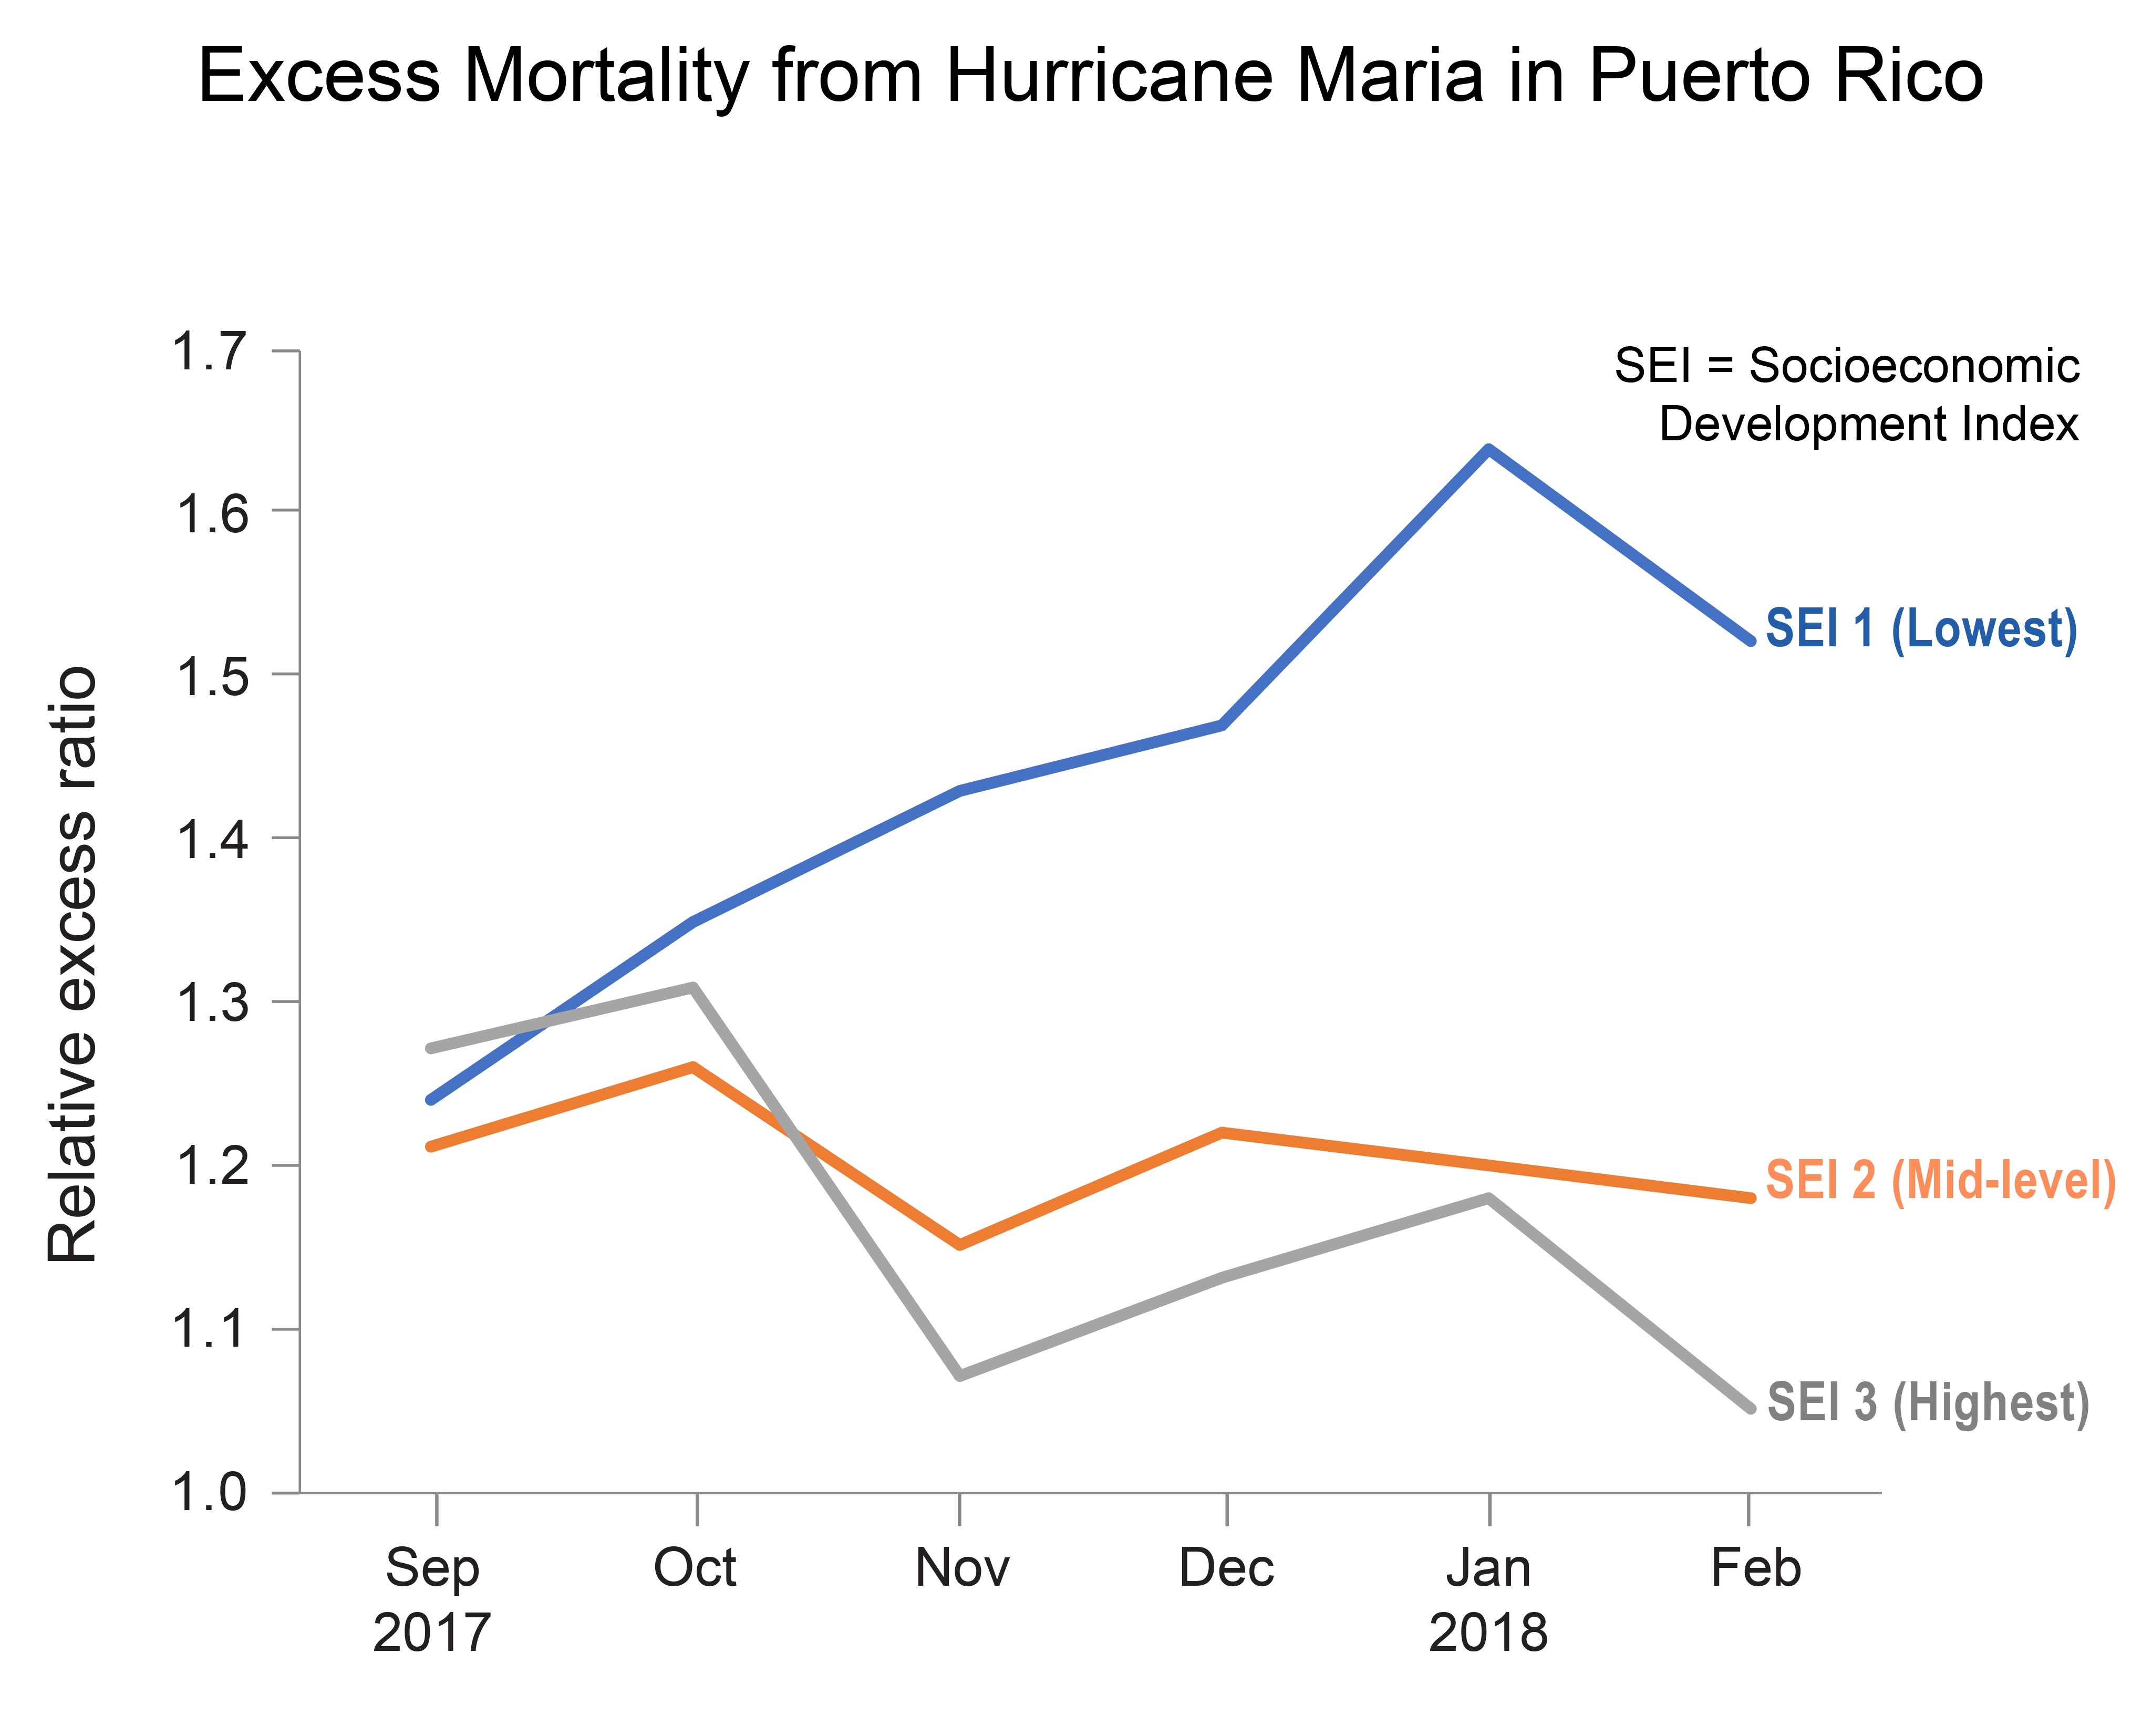 Excess Mortality from Hurricane Maria in Puerto Rico
SEI = Socioeconomic
Development Index
Relative excess ratio
1.7
1.6
1.5
1.4
1.3
1.2
1.1
1.0
SEI 1 (Lowest)
SEI 2 (Mid-level)
SEI 3 (Highest)
Sep Oct Nov Dec Jan Feb
2017 2018